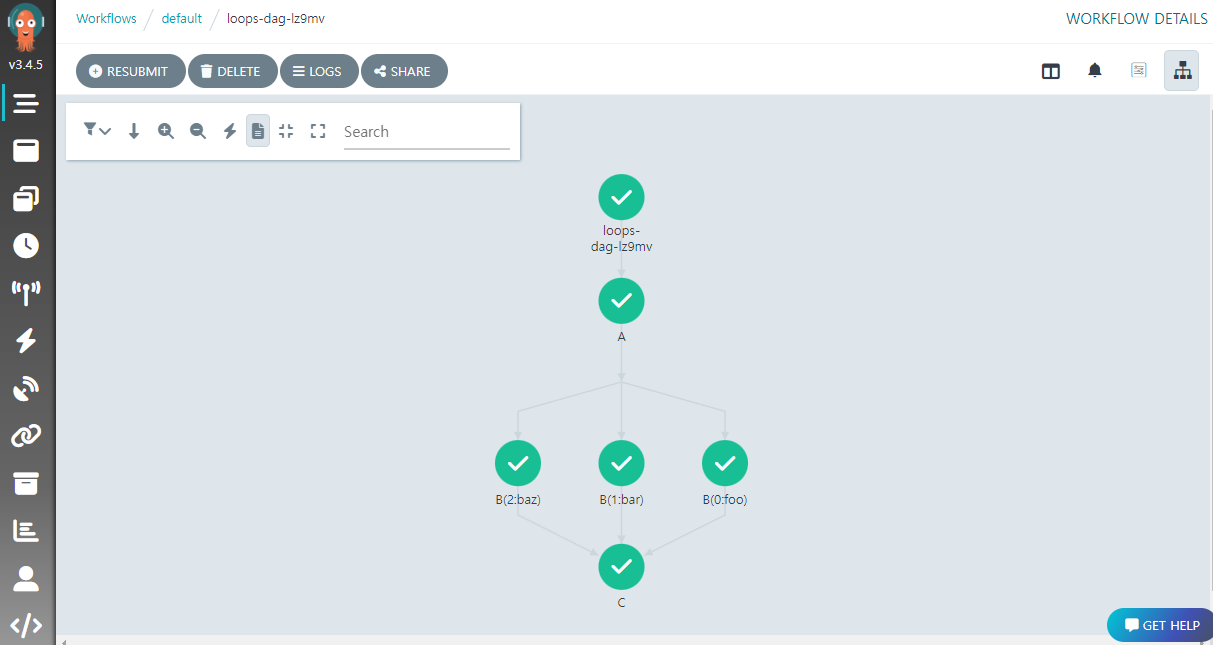 Workflows / default / loops-dag-lz9mv
WORKFLOW DETAILS
v3.4.5
RESUBMIT
DELETE
LOGS
SHARE
Search
loops-
dag-lz9mv
A
B(2:baz)
B(1:bar)
B(0:foo)
C
GET HELP